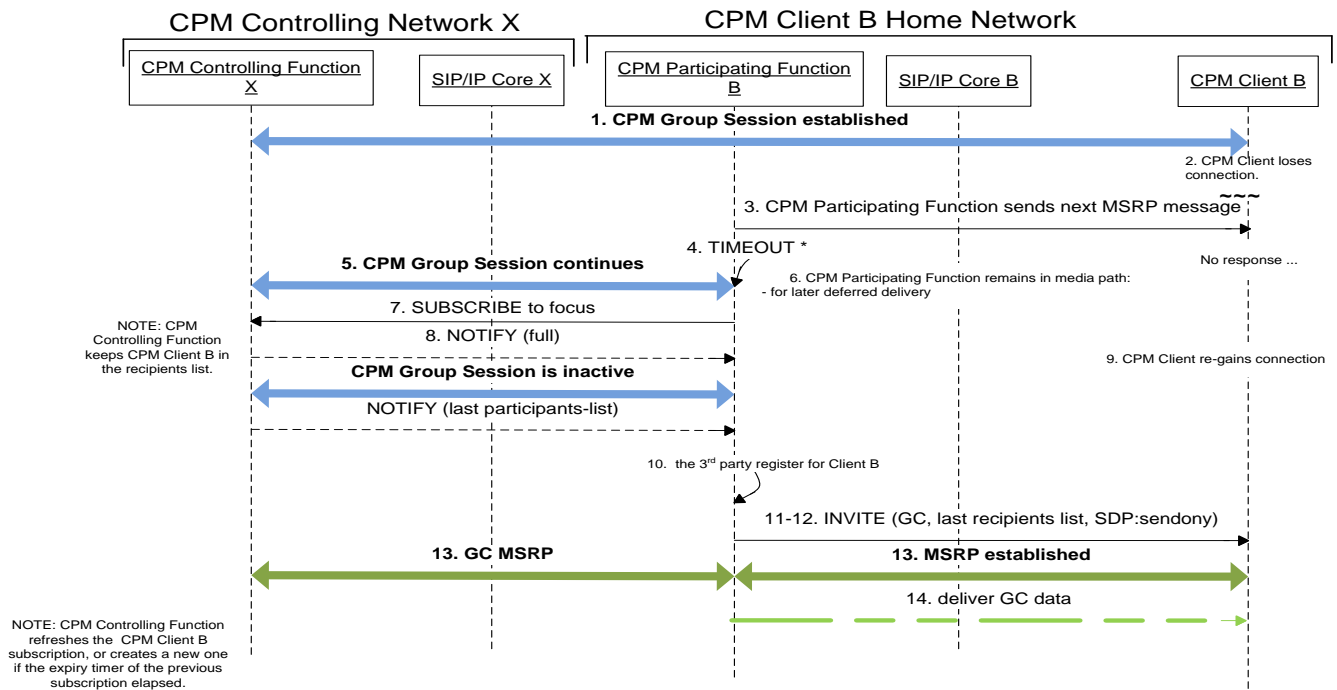 CPM Controlling Network X
CPM Client B Home Network
CPM Controlling Function
X
SIP/IP Core X
CPM Participating Function
B
SIP/IP Core B
CPM Client B
1. CPM Group Session established
2. CPM Client loses
connection.
~~~
3. CPM Participating Function sends next MSRP message
4. TIMEOUT *
No response ...
5. CPM Group Session continues
6. CPM Participating Function remains in media path:
- for later deferred delivery
7. SUBSCRIBE to focus
NOTE: CPM
Controlling Function
keeps CPM Client B in
the recipients list.
8. NOTIFY (full)
9. CPM Client re-gains connection
CPM Group Session is inactive
NOTIFY (last participants-list)
10. the 3rd party register for Client B
11-12. INVITE (GC, last recipients list, SDP:sendony)
13. GC MSRP
13. MSRP established
14. deliver GC data
NOTE: CPM Controlling Function
refreshes the CPM Client B
subscription, or creates a new one
if the expiry timer of the previous
subscription elapsed.